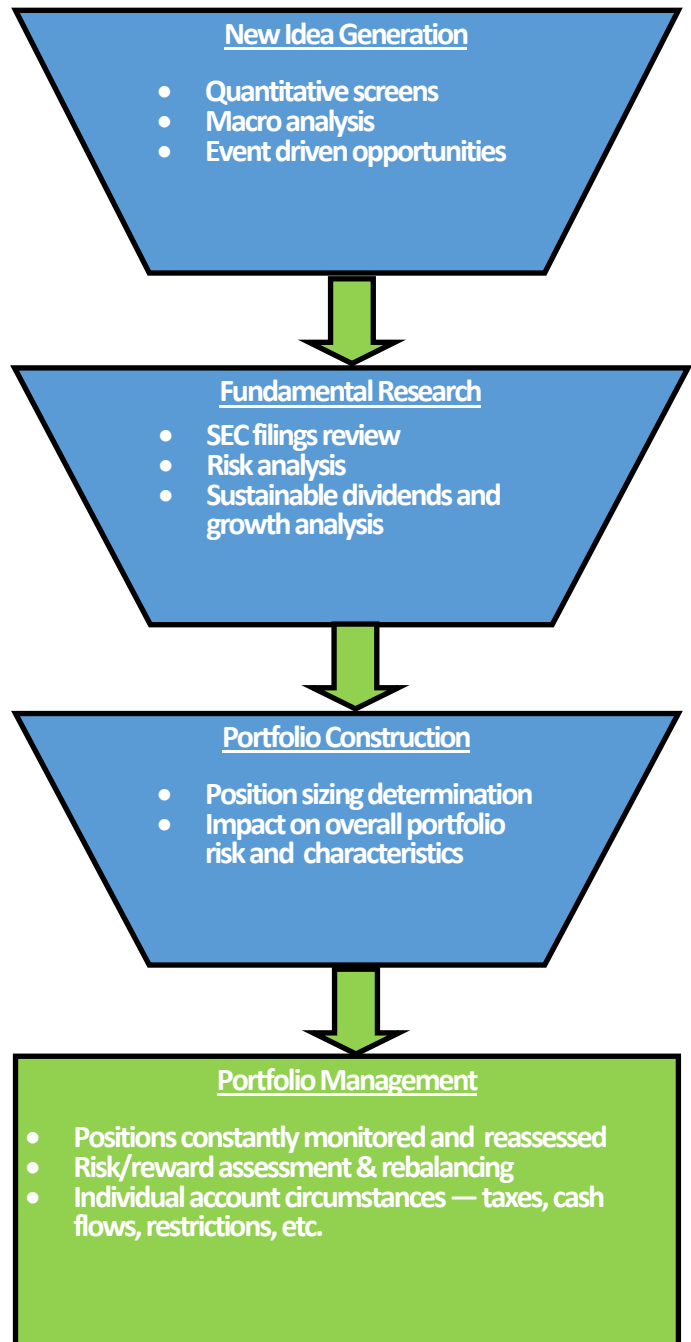 New Idea Generation
• Quantitative screens
• Macro analysis
• Event driven opportunities
Fundamental Research
• SEC filings review
• Risk analysis
• Sustainable dividends and
growth analysis
Portfolio Construction
• Position sizing determination
• Impact on overall portfolio
risk and characteristics
Portfolio Management
• Positions constantly monitored and reassessed
• Risk/reward assessment & rebalancing
• Individual account circumstances — taxes, cash
flows, restrictions, etc.